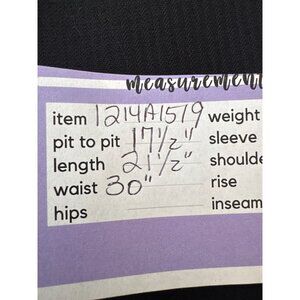 measurement
item 1214A1579 weight
pit to pit 17 1/2" sleeve
length 21 1/2" shoulde
waist 30" rise
hips inseam